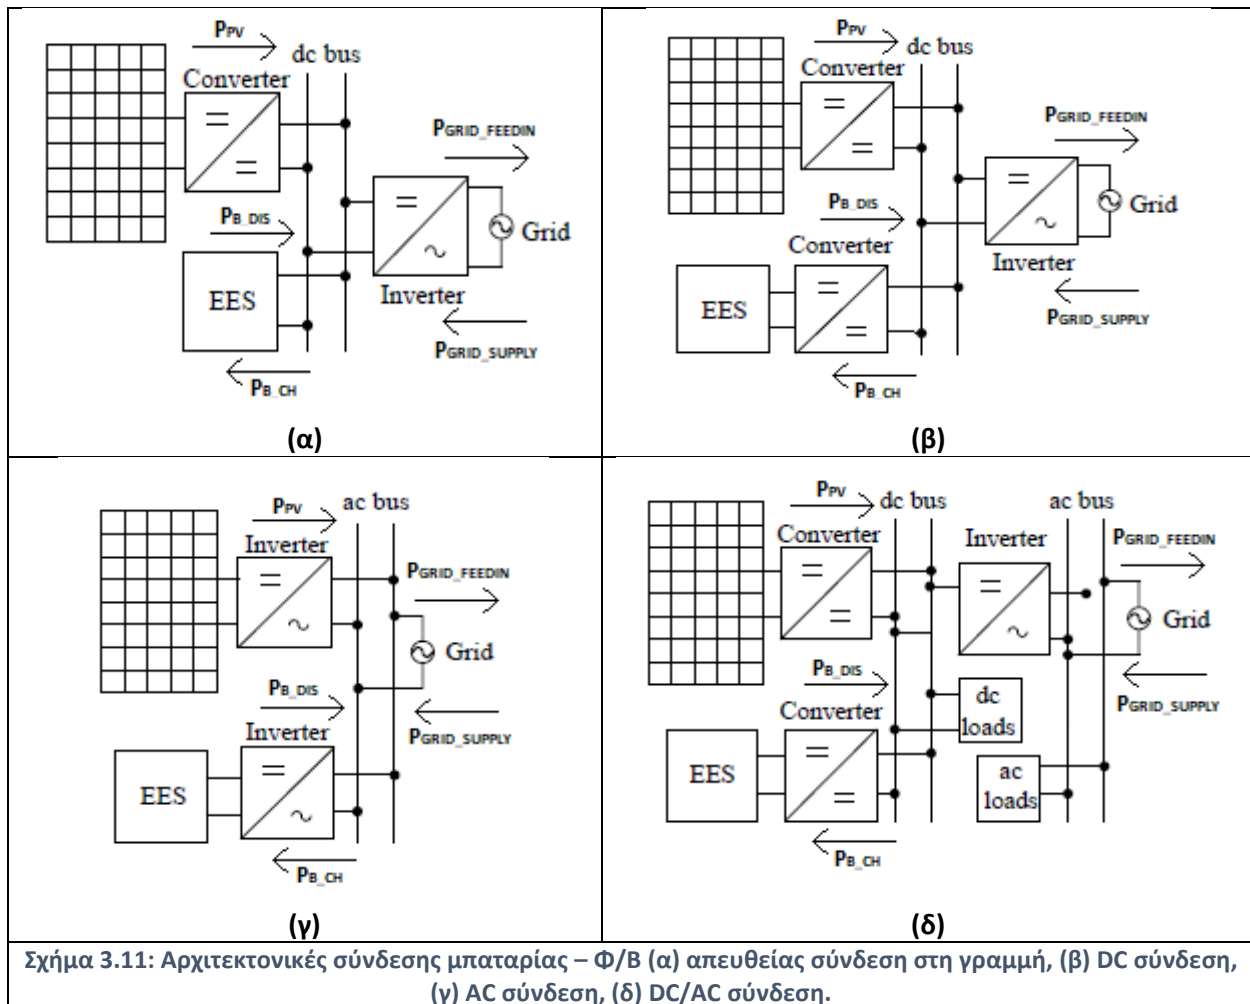 PPV
dc bus
Converter
PGRID_FEEDIN
PB_DIS
Grid
EES
Inverter
PGRID_SUPPLY
PB_CH
(α)
PPV
dc bus
Converter
PGRID_FEEDIN
PB_DIS
Grid
Converter
Inverter
EES
PGRID_SUPPLY
PB_CH
(β)
PPV
ac bus
Inverter
PGRID_FEEDIN
Grid
PB_DIS
Inverter
PGRID_SUPPLY
EES
PB_CH
(γ)
PPV
dc bus
ac bus
Converter
Inverter
PGRID_FEEDIN
Grid
PB_DIS
Converter
dc
loads
PGRID_SUPPLY
EES
ac
loads
PB_CH
(δ)
Σχήμα 3.11: Αρχιτεκτονικές σύνδεσης μπαταρίας – Φ/Β (α) απευθείας σύνδεση στη γραμμή, (β) DC σύνδεση,
(γ) AC σύνδεση, (δ) DC/AC σύνδεση.